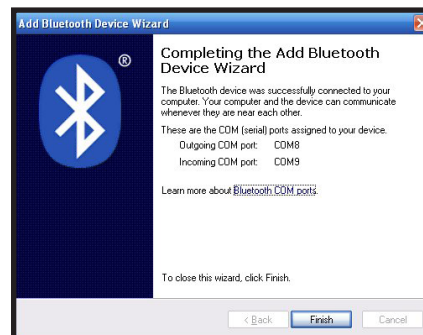 Add Bluetooth Device Wizard
®
Completing the Add Bluetooth
Device Wizard
The Bluetooth device was successfully connected to your
computer. Your computer and the device can communicate
whenever they are near each other.
These are the COM (serial) ports assigned to your device.
Outgoing COM port: COM8
Incoming COM port: COM9
Learn more about Bluetooth COM ports.
To close this wizard, click Finish.
< Back Finish Cancel